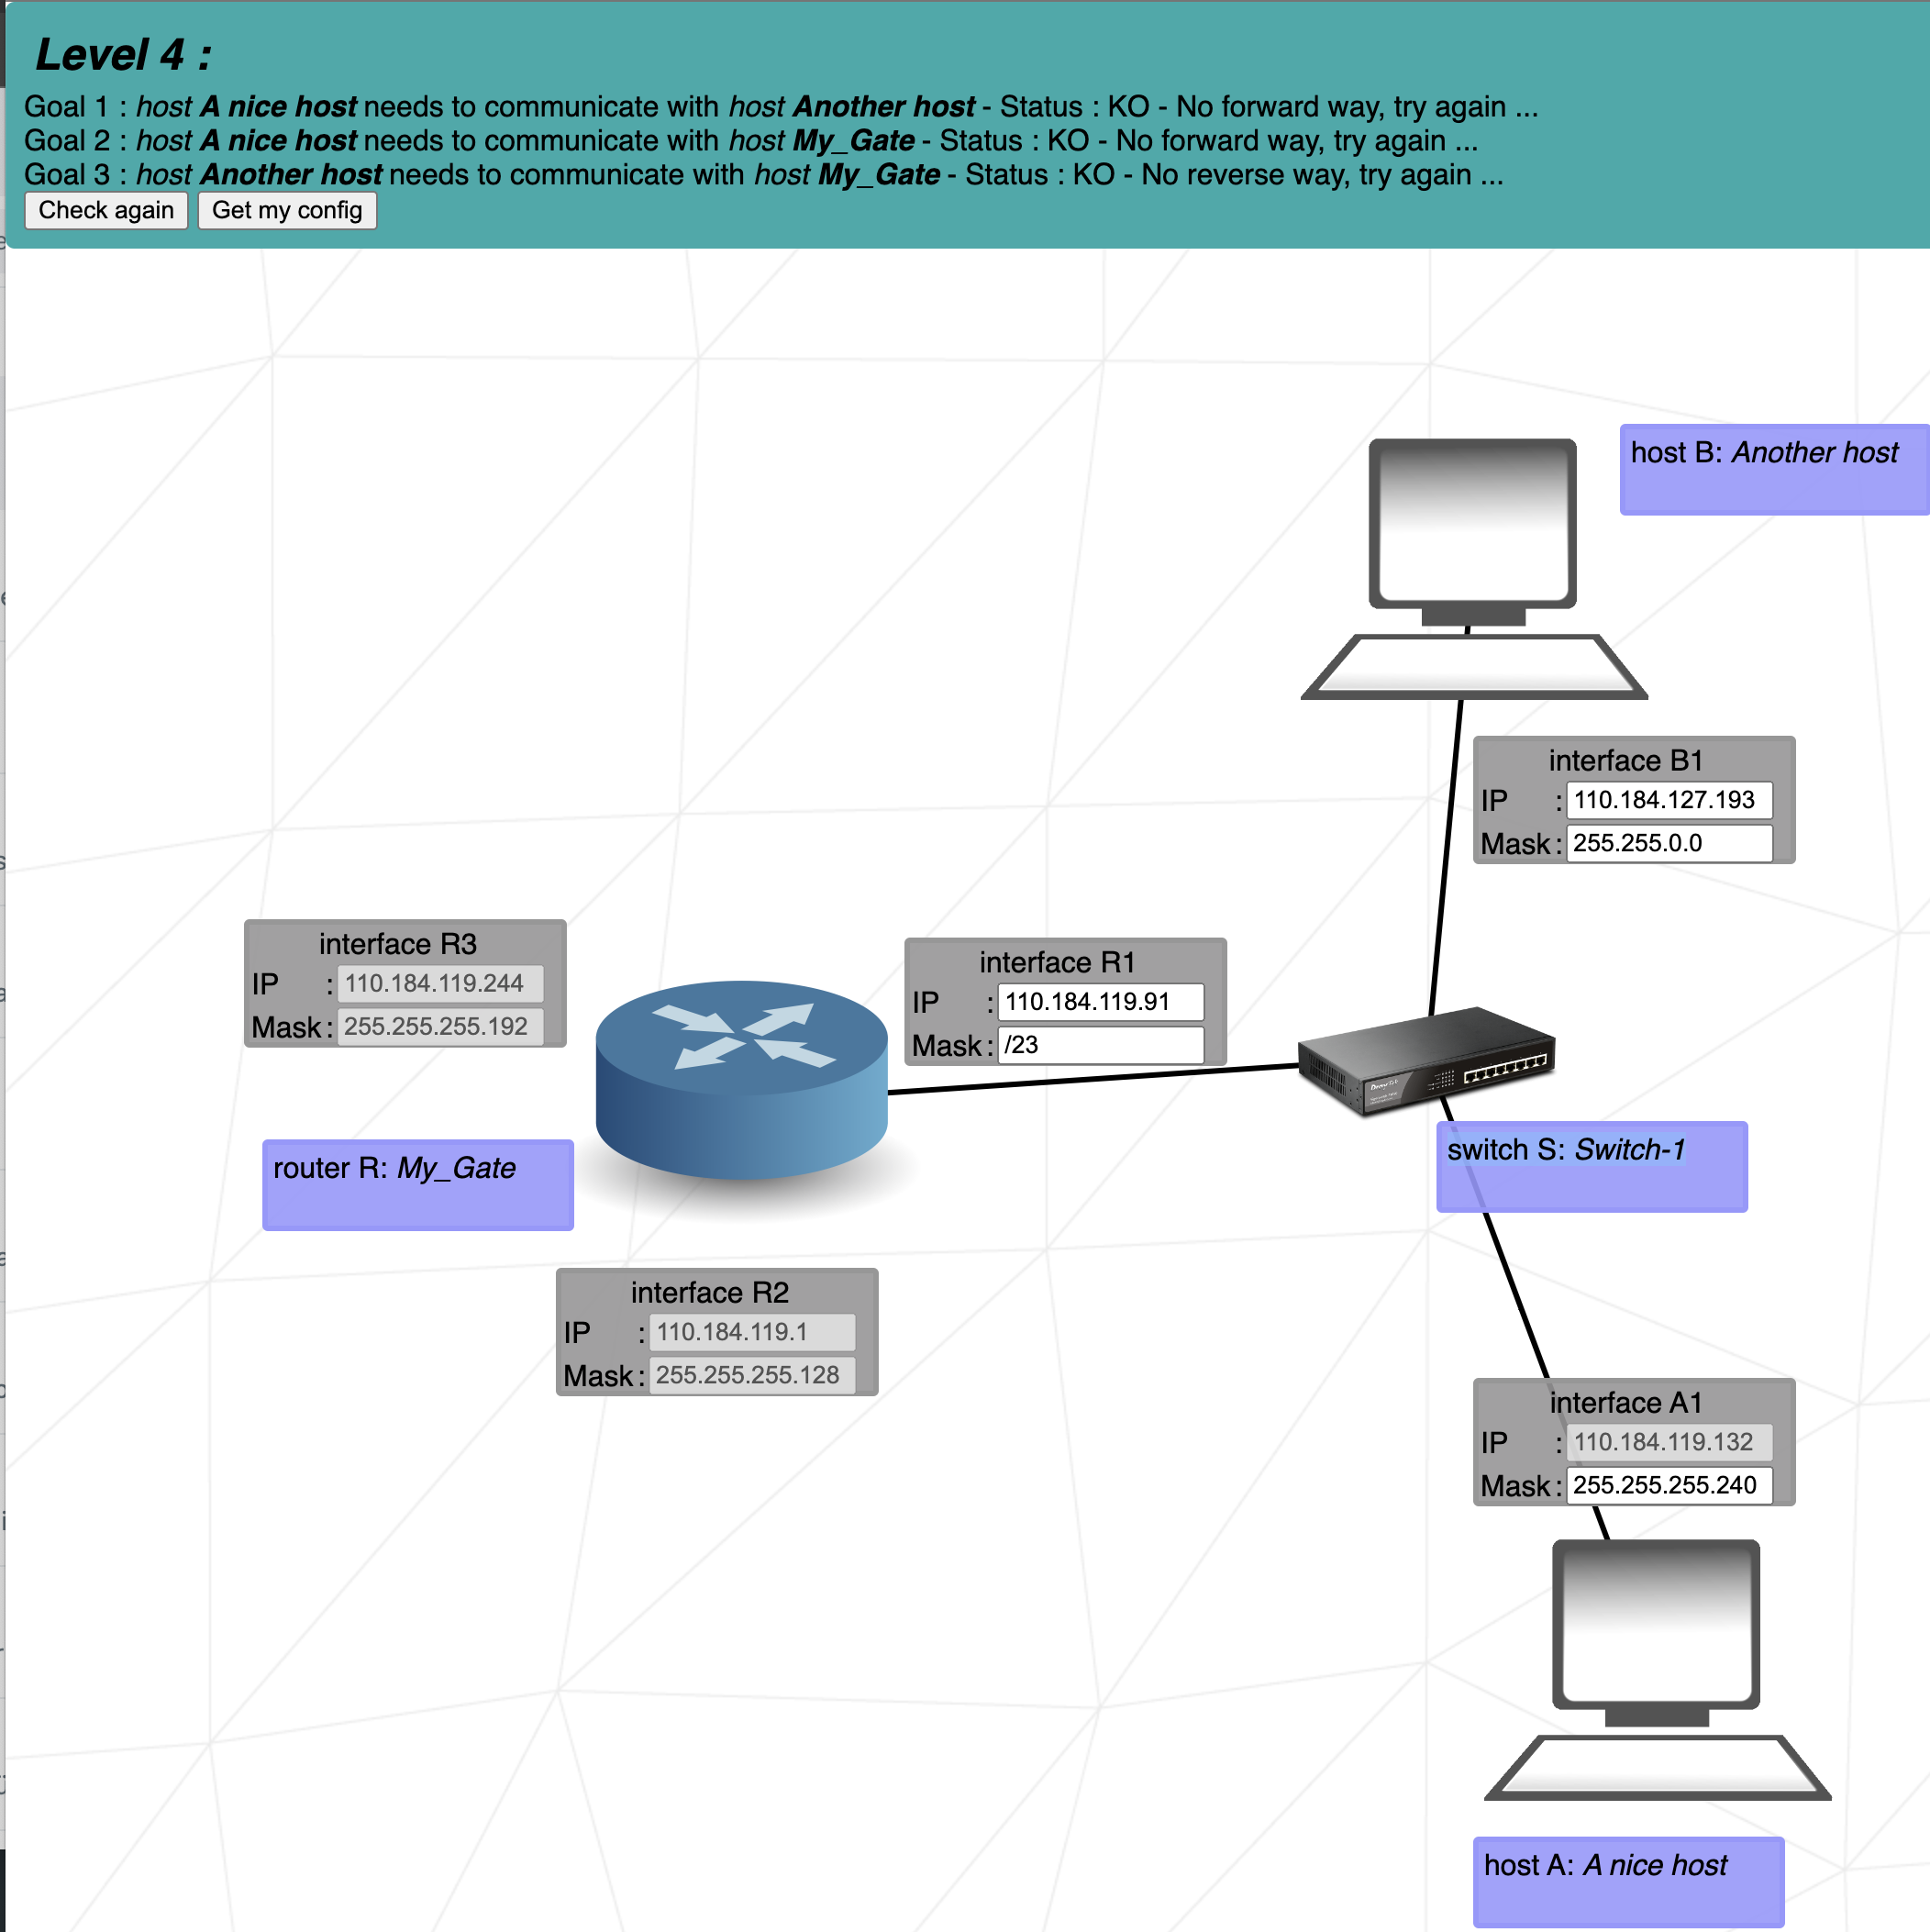 Level 4 :
Goal 1 : host A nice host needs to communicate with host Another host - Status : KO - No forward way, try again ...
Goal 2 : host A nice host needs to communicate with host My_Gate - Status : KO - No forward way, try again ...
Goal 3 : host Another host needs to communicate with host My_Gate - Status : KO - No reverse way, try again ...
Check again Get my config
host B: Another host
interface B1
IP : 110.184.127.193
Mask : 255.255.0.0
interface R3
IP : 110.184.119.244
Mask : 255.255.255.192
interface R1
IP : 110.184.119.91
Mask : /23
router R: My_Gate
switch S: Switch-1
interface R2
IP : 110.184.119.1
Mask : 255.255.255.128
interface A1
IP : 110.184.119.132
Mask : 255.255.255.240
host A: A nice host